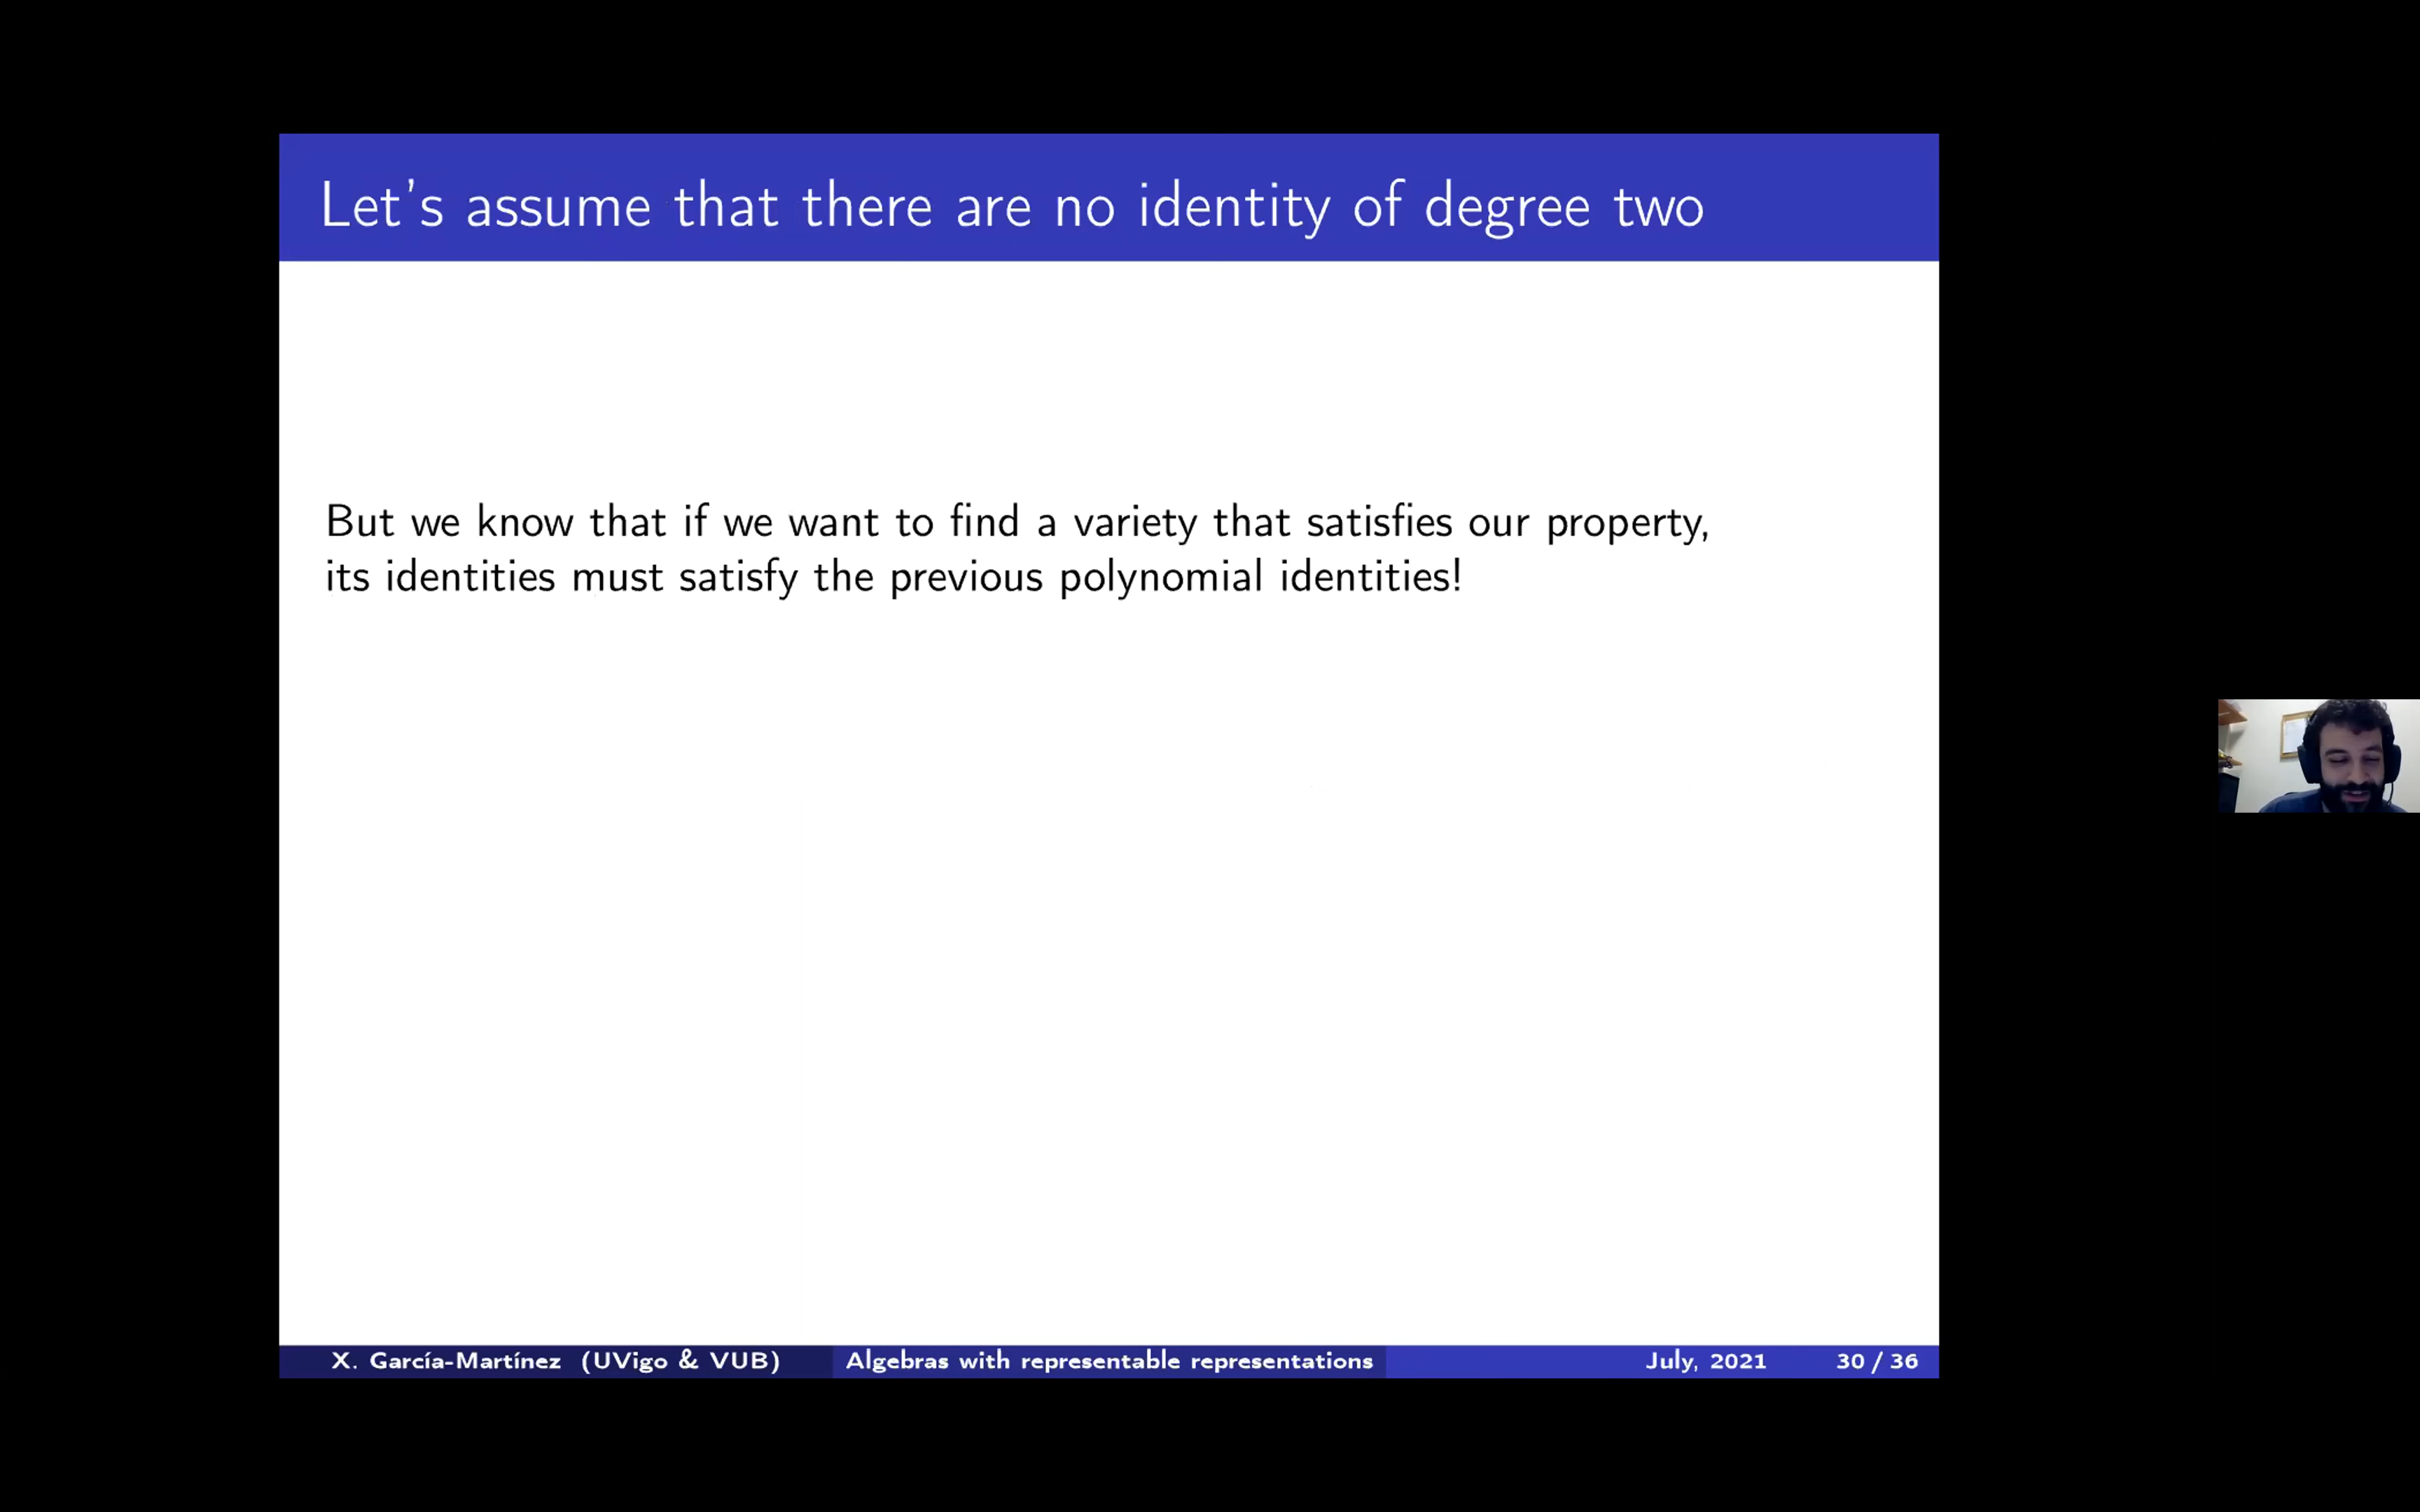 Let's assume that there are no identity of degree two
But we know that if we want to find a variety that satisfies our property,
its identities must satisfy the previous polynomial identities!
X. García-Martínez (UVigo & VUB) Algebras with representable representations July, 2021 30 / 36